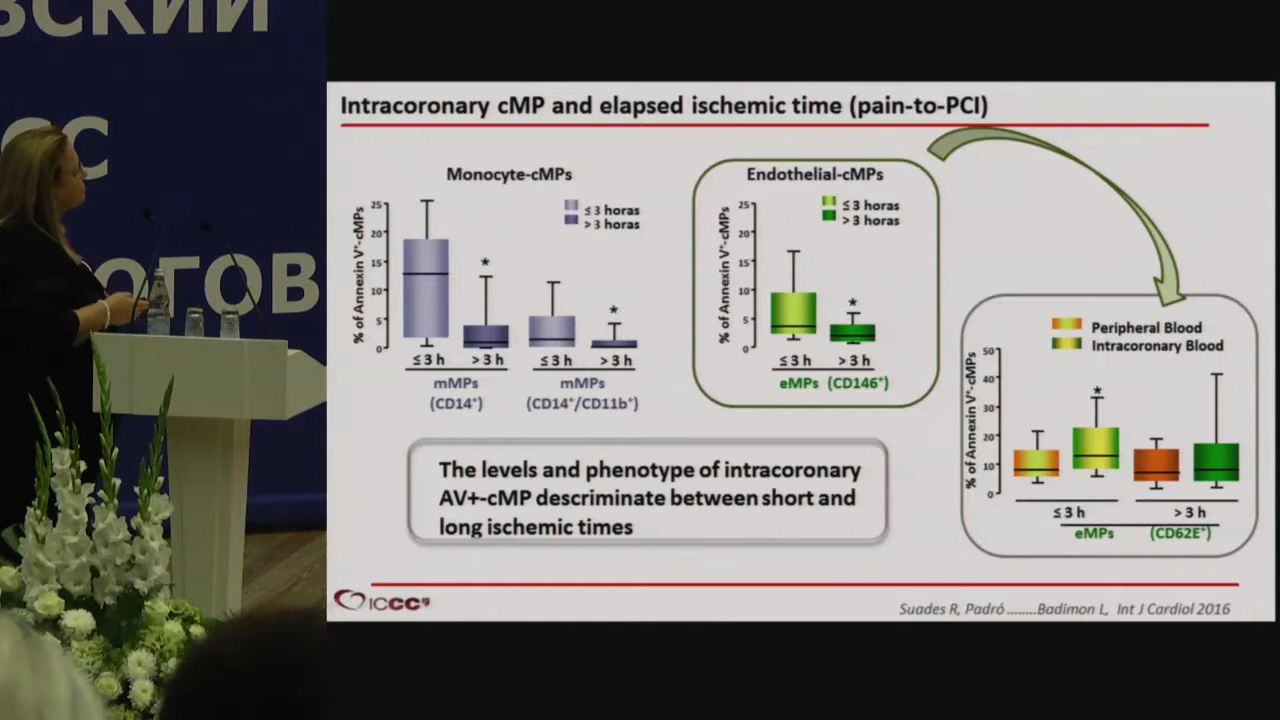 ВСКИЙ
СС
ОГОВ
Intracoronary cMP and elapsed ischemic time (pain-to-PCI)
Monocyte-cMPs
% of Annexin V⁺-cMPs
25
20
15
10
5
0
≤ 3 horas
> 3 horas
*
*
≤ 3 h
> 3 h
≤ 3 h
> 3 h
mMPs
(CD14⁺)
mMPs
(CD14⁺/CD11b⁺)
Endothelial-cMPs
% of Annexin V⁺-cMPs
25
20
15
10
5
0
≤ 3 horas
> 3 horas
*
≤ 3 h
> 3 h
eMPs (CD146⁺)
Peripheral Blood
Intracoronary Blood
% of Annexin V⁺-cMPs
50
40
30
20
10
0
*
≤ 3 h
> 3 h
eMPs (CD62E⁺)
The levels and phenotype of intracoronary
AV+-cMP descriminate between short and
long ischemic times
ICCC
Suades R, Padró ........Badimon L, Int J Cardiol 2016